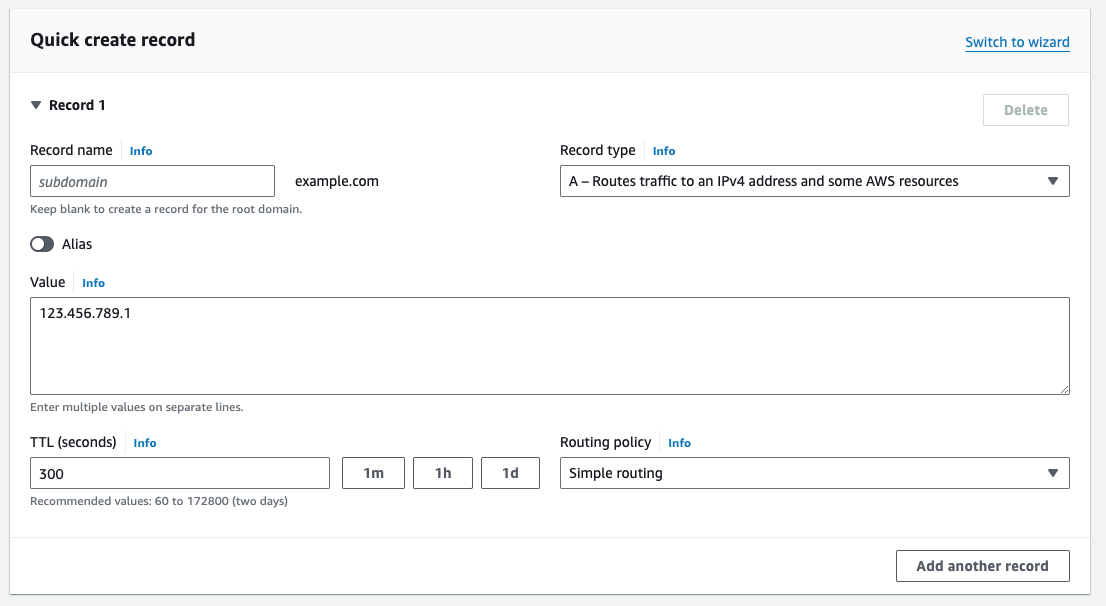 Quick create record
Switch to wizard
Record 1
Delete
Record name Info
Record type Info
subdomain
example.com
A – Routes traffic to an IPv4 address and some AWS resources
Keep blank to create a record for the root domain.
Alias
Value Info
123.456.789.1
Enter multiple values on separate lines.
TTL (seconds) Info
Routing policy Info
300
1m
1h
1d
Simple routing
Recommended values: 60 to 172800 (two days)
Add another record